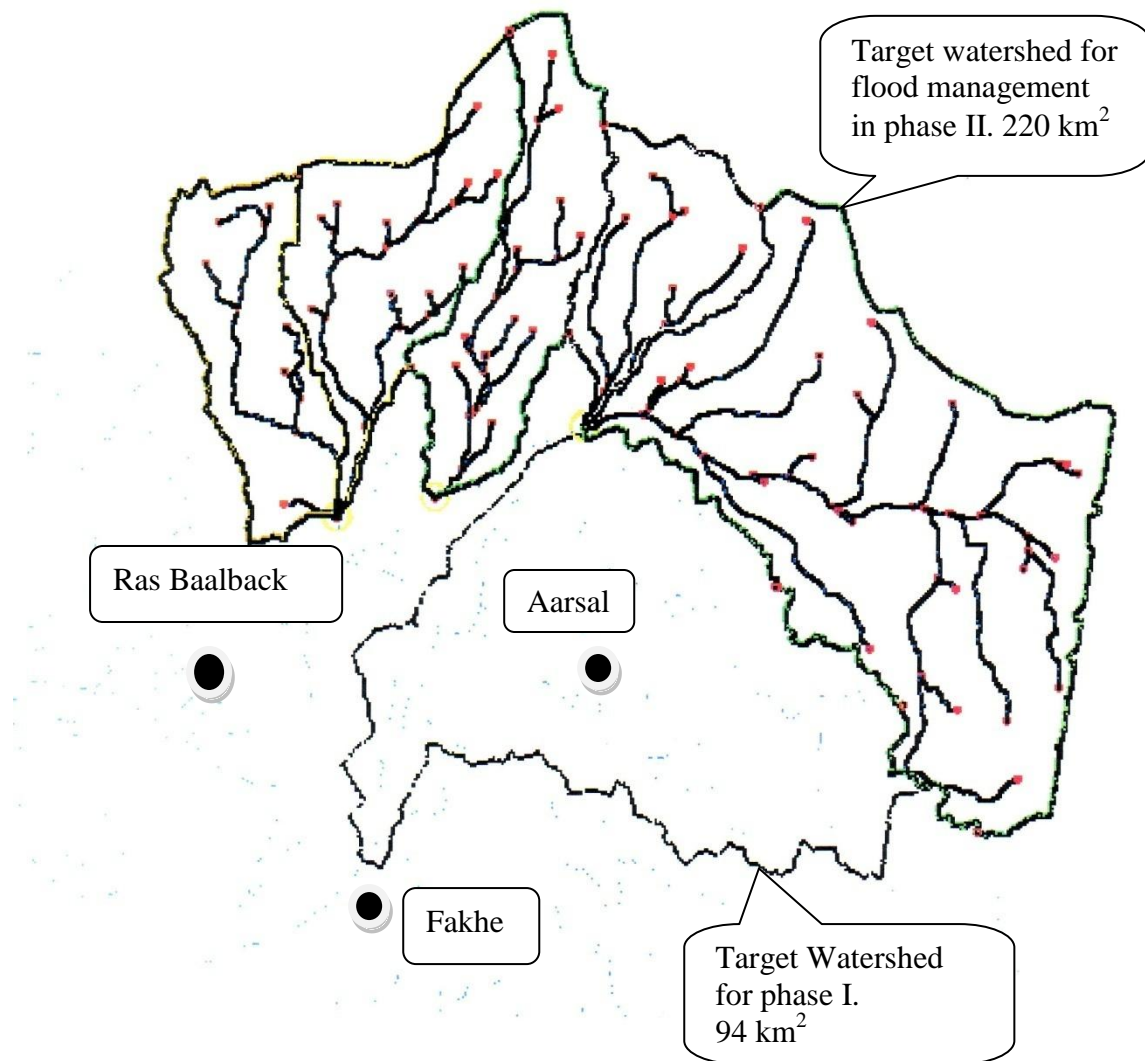 Target watershed for
flood management
in phase II. 220 km²
Ras Baalback
Aarsal
Fakhe
Target Watershed
for phase I.
94 km²